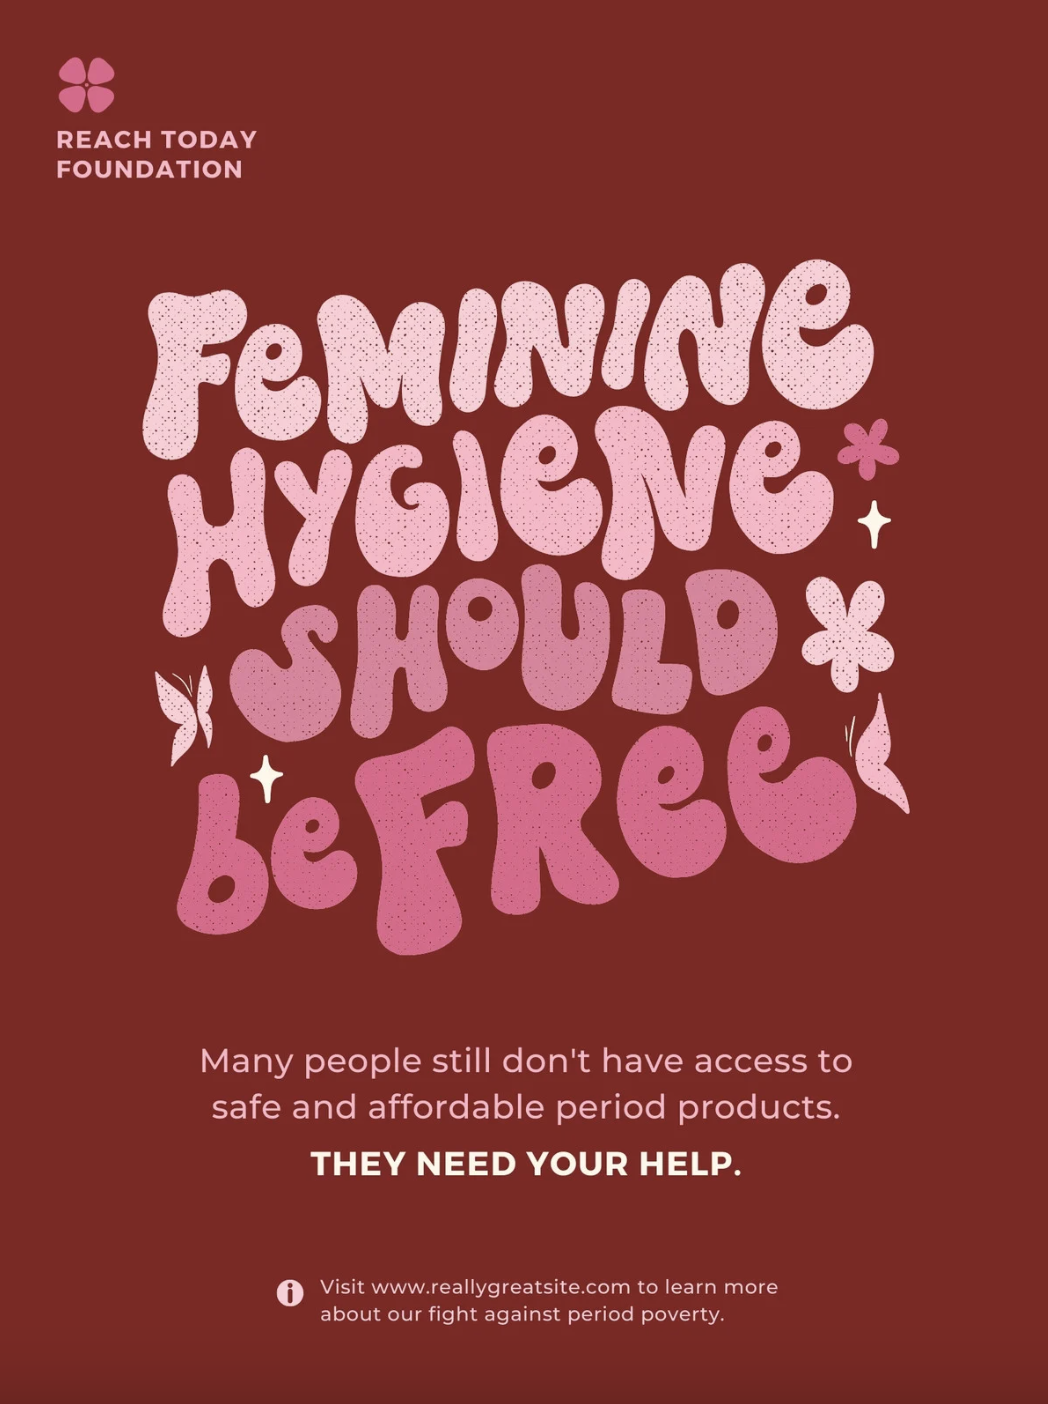 REACH TODAY
FOUNDATION
FeMININe
HYGIeNe
SHOULD
beFRee
Many people still don't have access to
safe and affordable period products.
THEY NEED YOUR HELP.
Visit www.reallygreatsite.com to learn more
about our fight against period poverty.